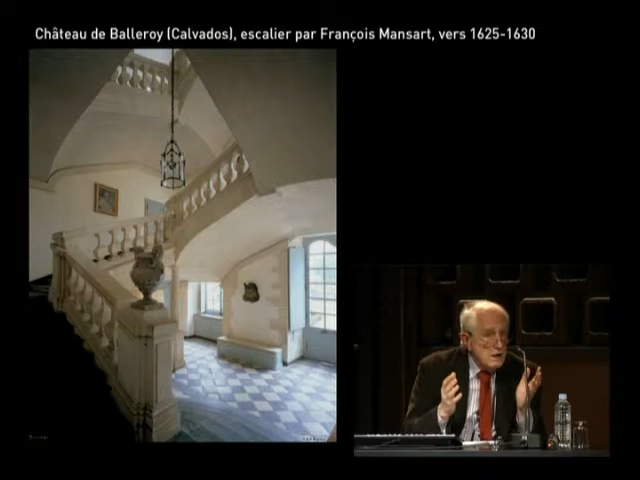 Château de Balleroy (Calvados), escalier par François Mansart, vers 1625-1630